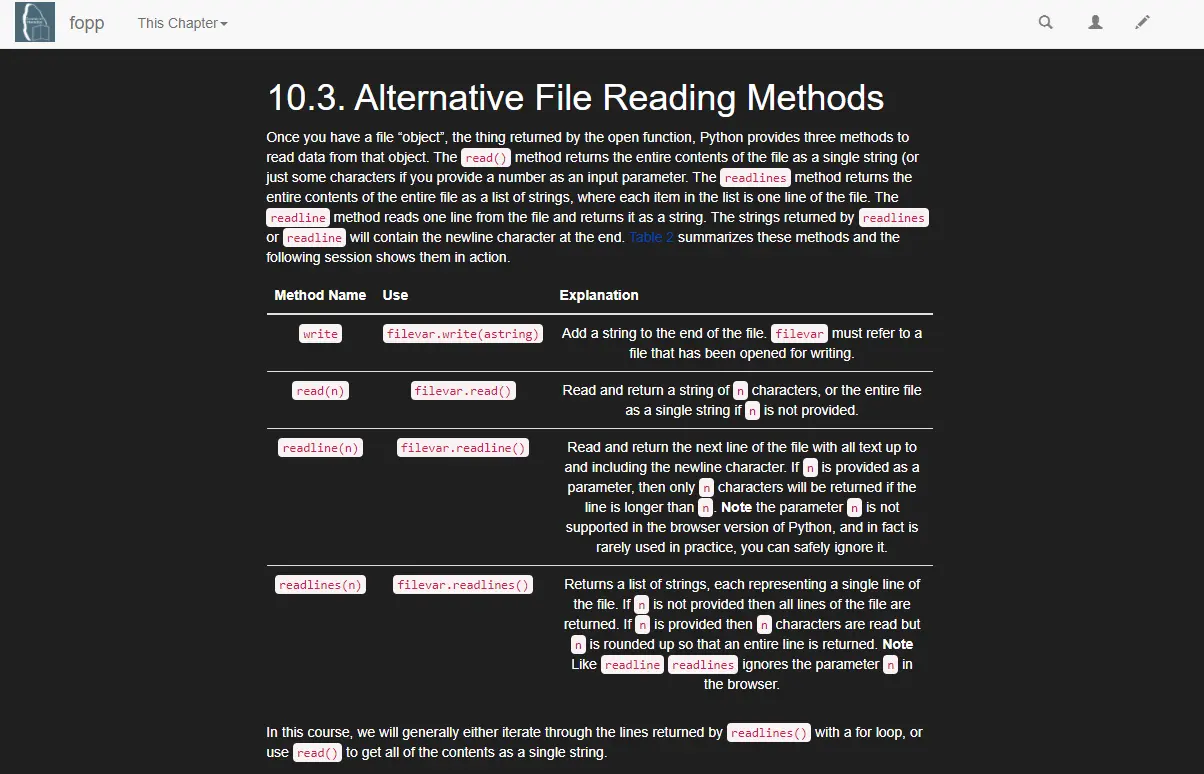 fopp
This Chapter
10.3. Alternative File Reading Methods
Once you have a file “object”, the thing returned by the open function, Python provides three methods to
read data from that object. The read() method returns the entire contents of the file as a single string (or
just some characters if you provide a number as an input parameter. The readlines method returns the
entire contents of the entire file as a list of strings, where each item in the list is one line of the file. The
readline method reads one line from the file and returns it as a string. The strings returned by readlines
or readline will contain the newline character at the end. Table 2 summarizes these methods and the
following session shows them in action.
Method Name Use Explanation
write filevar.write(astring) Add a string to the end of the file. filevar must refer to a
file that has been opened for writing.
read(n) filevar.read() Read and return a string of n characters, or the entire file
as a single string if n is not provided.
readline(n) filevar.readline() Read and return the next line of the file with all text up to
and including the newline character. If n is provided as a
parameter, then only n characters will be returned if the
line is longer than n. Note the parameter n is not
supported in the browser version of Python, and in fact is
rarely used in practice, you can safely ignore it.
readlines(n) filevar.readlines() Returns a list of strings, each representing a single line of
the file. If n is not provided then all lines of the file are
returned. If n is provided then n characters are read but
n is rounded up so that an entire line is returned. Note
Like readline readlines ignores the parameter n in
the browser.
In this course, we will generally either iterate through the lines returned by readlines() with a for loop, or
use read() to get all of the contents as a single string.